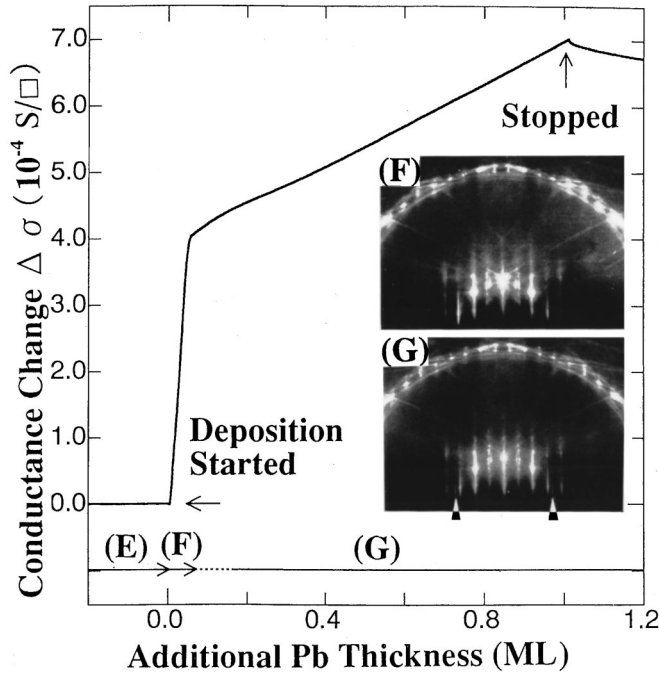 7.0
6.0
5.0
4.0
3.0
2.0
1.0
0.0
Conductance Change Δ σ (10⁻⁴ S/□)
Stopped
(F)
(G)
Deposition
Started
(E) (F) (G)
0.0 0.4 0.8 1.2
Additional Pb Thickness (ML)